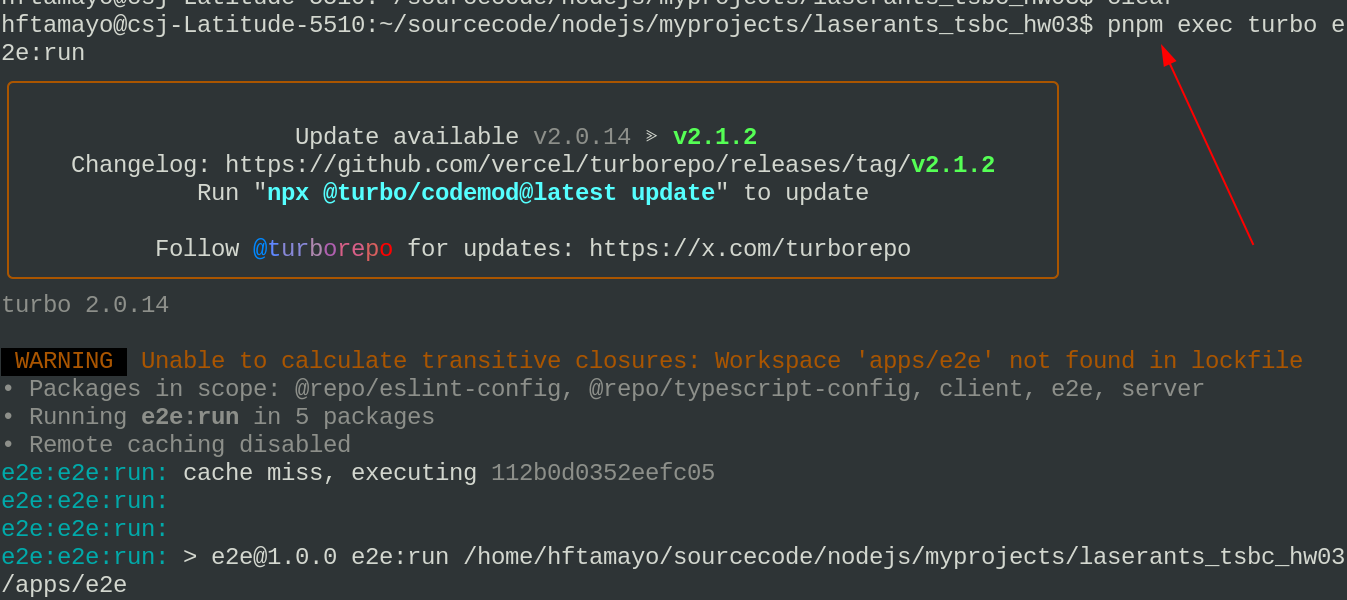 hftamayo@csj-Latitude-5510:~/sourcecode/nodejs/myprojects/laserants_tsbc_hw03$ clear
hftamayo@csj-Latitude-5510:~/sourcecode/nodejs/myprojects/laserants_tsbc_hw03$ pnpm exec turbo e
2e:run
Update available v2.0.14 ≫ v2.1.2
Changelog: https://github.com/vercel/turborepo/releases/tag/v2.1.2
Run "npx @turbo/codemod@latest update" to update
Follow @turborepo for updates: https://x.com/turborepo
turbo 2.0.14
WARNING Unable to calculate transitive closures: Workspace 'apps/e2e' not found in lockfile
• Packages in scope: @repo/eslint-config, @repo/typescript-config, client, e2e, server
• Running e2e:run in 5 packages
• Remote caching disabled
e2e:e2e:run: cache miss, executing 112b0d0352eefc05
e2e:e2e:run:
e2e:e2e:run:
e2e:e2e:run: > e2e@1.0.0 e2e:run /home/hftamayo/sourcecode/nodejs/myprojects/laserants_tsbc_hw03
/apps/e2e